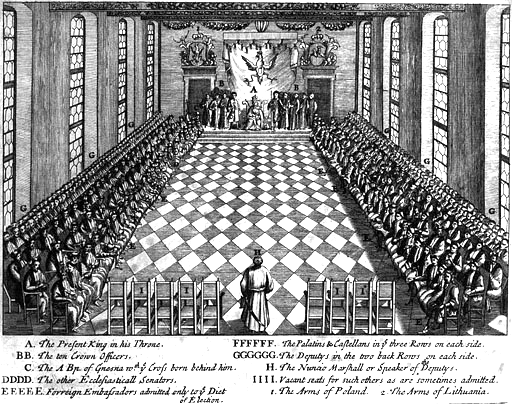 A. The Present King in his Throne.
BB. The ten Crown Officers.
C. The A Bp. of Gnesna wth ye Cross born behind him.
DDDD. The other Ecclesiasticall Senators.
E.E.E.E.E. Forreign Embassadors admitted only to ye Diet of Election.
FFFFFF. The Palatins & Castellans in ye three Rows on each side.
GGGGGG. The Deputys in the two back Rows on each side.
H. The Nuncio Marshall or Speaker of ye Deputys.
IIII. Vacant seats for such others as are sometimes admitted.
1. The Arms of Poland. 2 The Arms of Lithuania.